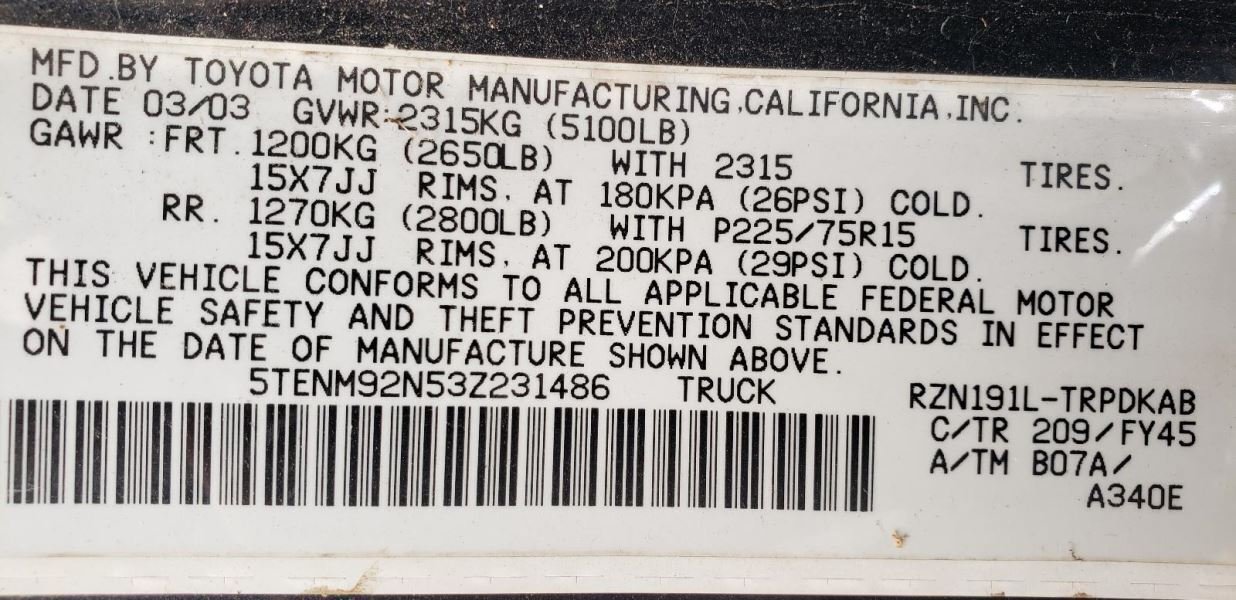 MFD.BY TOYOTA MOTOR MANUFACTURING,CALIFORNIA,INC.
DATE 03/03 GVWR:2315KG (5100LB)
GAWR :FRT. 1200KG (2650LB) WITH 2315 TIRES.
15X7JJ RIMS, AT 180KPA (26PSI) COLD.
RR. 1270KG (2800LB) WITH P225/75R15 TIRES.
15X7JJ RIMS, AT 200KPA (29PSI) COLD.
THIS VEHICLE CONFORMS TO ALL APPLICABLE FEDERAL MOTOR
VEHICLE SAFETY AND THEFT PREVENTION STANDARDS IN EFFECT
ON THE DATE OF MANUFACTURE SHOWN ABOVE.
5TENM92N53Z231486 TRUCK RZN191L-TRPDKAB
C/TR 209/FY45
A/TM B07A/
A340E